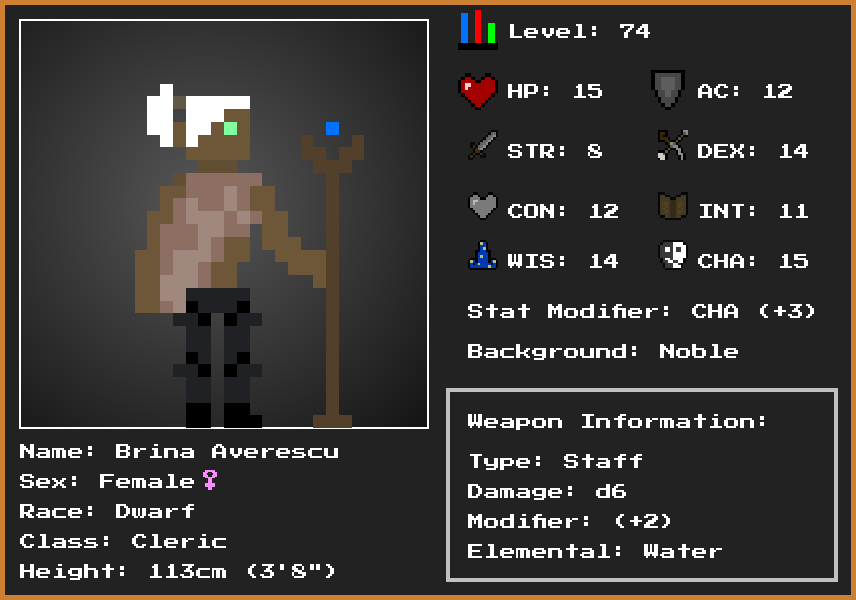 Level: 74
HP: 15 AC: 12
STR: 8 DEX: 14
CON: 12 INT: 11
WIS: 14 CHA: 15
Stat Modifier: CHA (+3)
Background: Noble
Weapon Information:
Type: Staff
Damage: d6
Modifier: (+2)
Elemental: Water
Name: Brina Averescu
Sex: Female♀
Race: Dwarf
Class: Cleric
Height: 113cm (3'8")